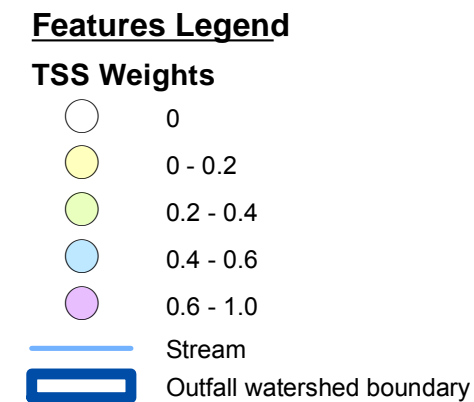 Features Legend
TSS Weights
0
0 - 0.2
0.2 - 0.4
0.4 - 0.6
0.6 - 1.0
Stream
Outfall watershed boundary